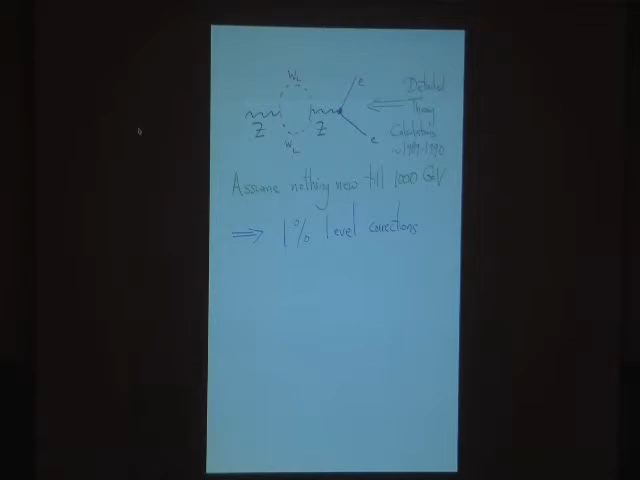 W_L e
Detailed
Theory
Calculations
~1989-1990
Z Z
W_L e
Assume nothing new till 1000 GeV
⇒ 1% level corrections